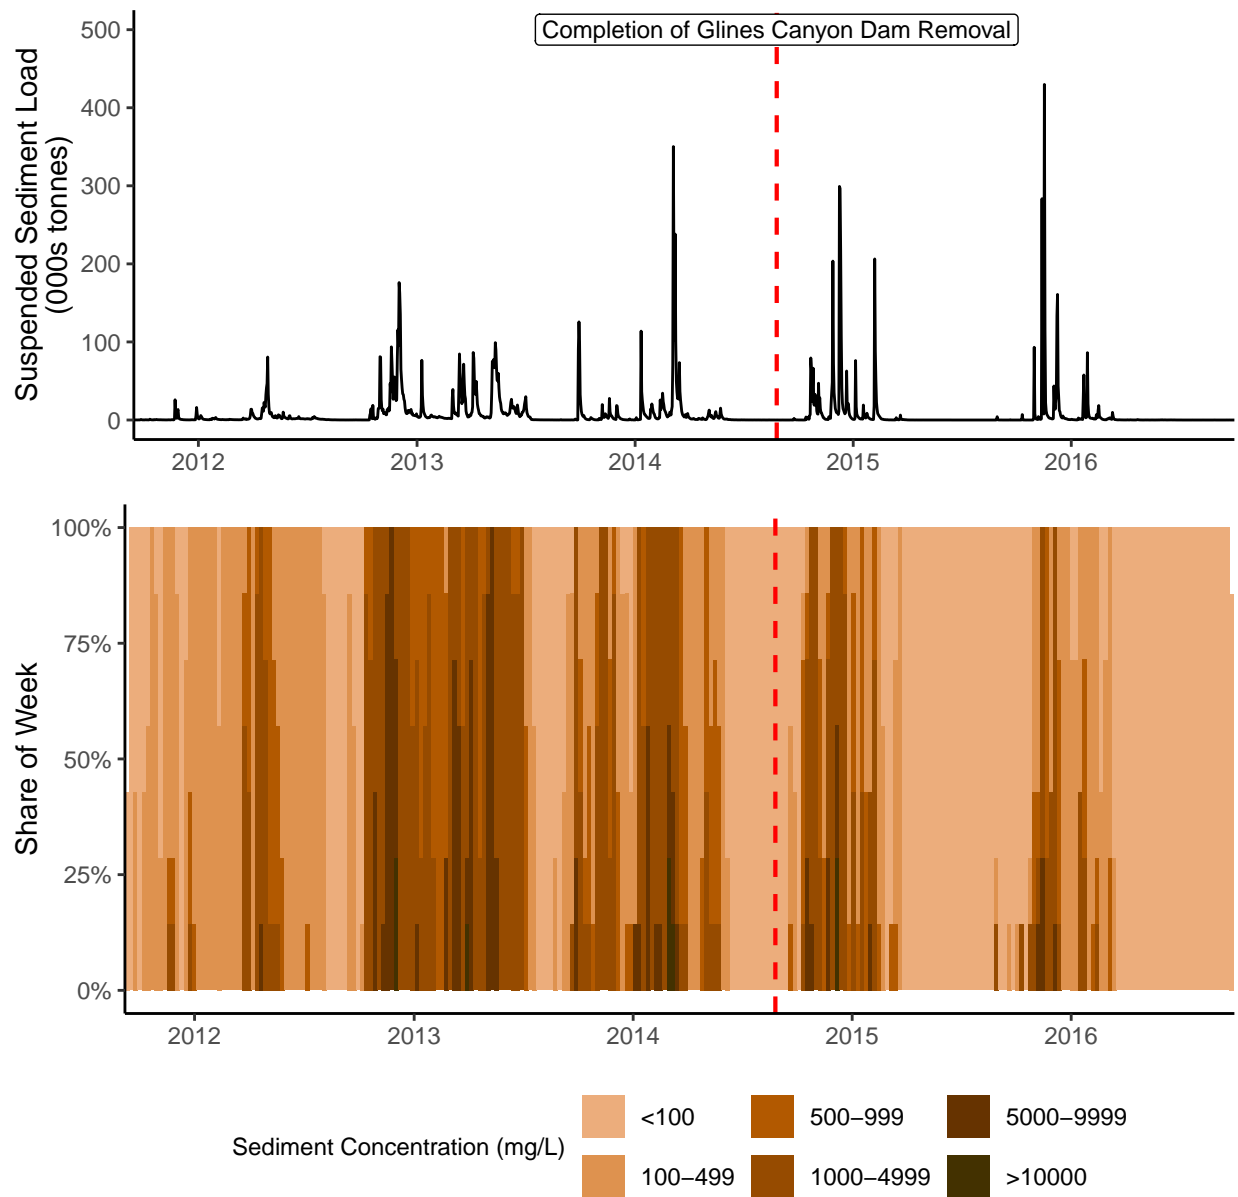 Completion of Glines Canyon Dam Removal
Suspended Sediment Load
(000s tonnes)
500
400
300
200
100
0
2012 2013 2014 2015 2016
Share of Week
100%
75%
50%
25%
0%
2012 2013 2014 2015 2016
Sediment Concentration (mg/L)
<100 500−999 5000−9999
100−499 1000−4999 >10000